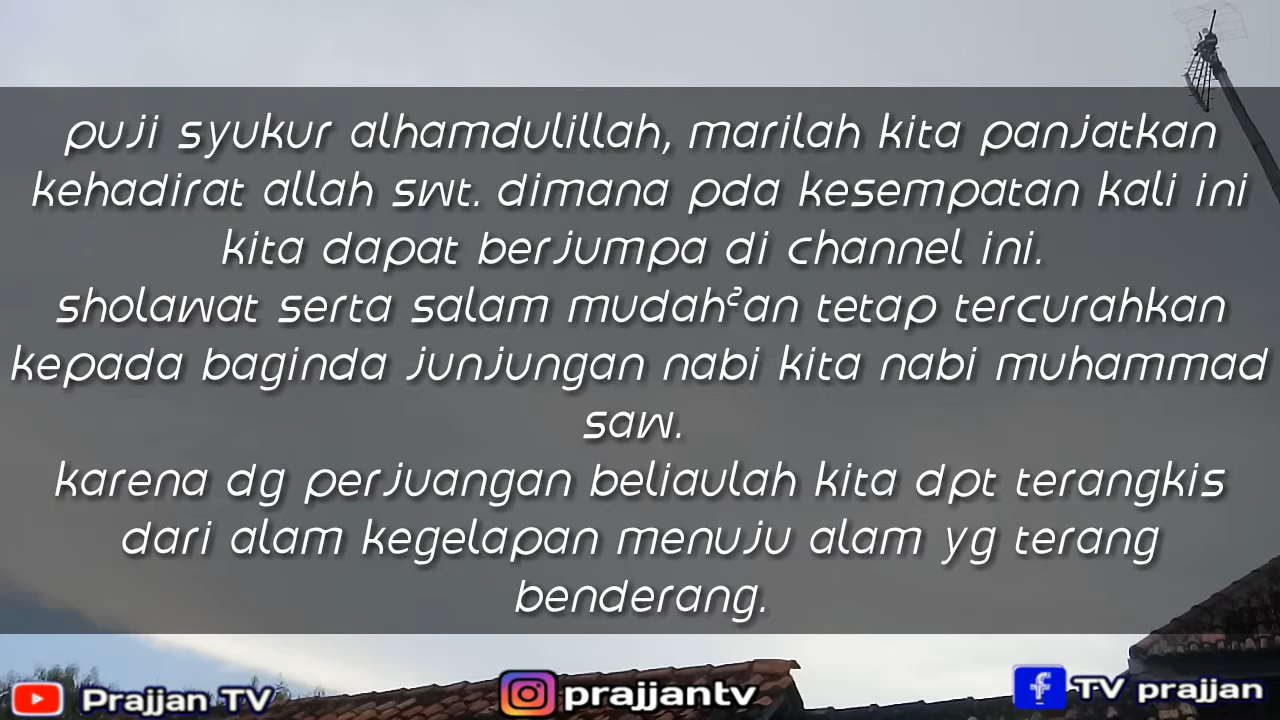 puji syukur alhamdulillah, marilah kita panjatkan
kehadirat allah swt. dimana pda kesempatan kali ini
kita dapat berjumpa di channel ini.
sholawat serta salam mudah²an tetap tercurahkan
kepada baginda junjungan nabi kita nabi muhammad
saw.
karena dg perjuangan beliaulah kita dpt terangkis
dari alam kegelapan menuju alam yg terang
benderang.
Prajjan TV
prajjantv
TV prajjan